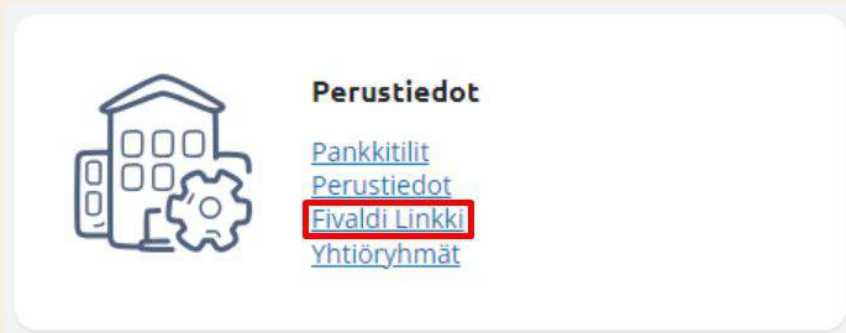 Perustiedot
Pankkitilit
Perustiedot
Fivaldi Linkki
Yhtiöryhmät